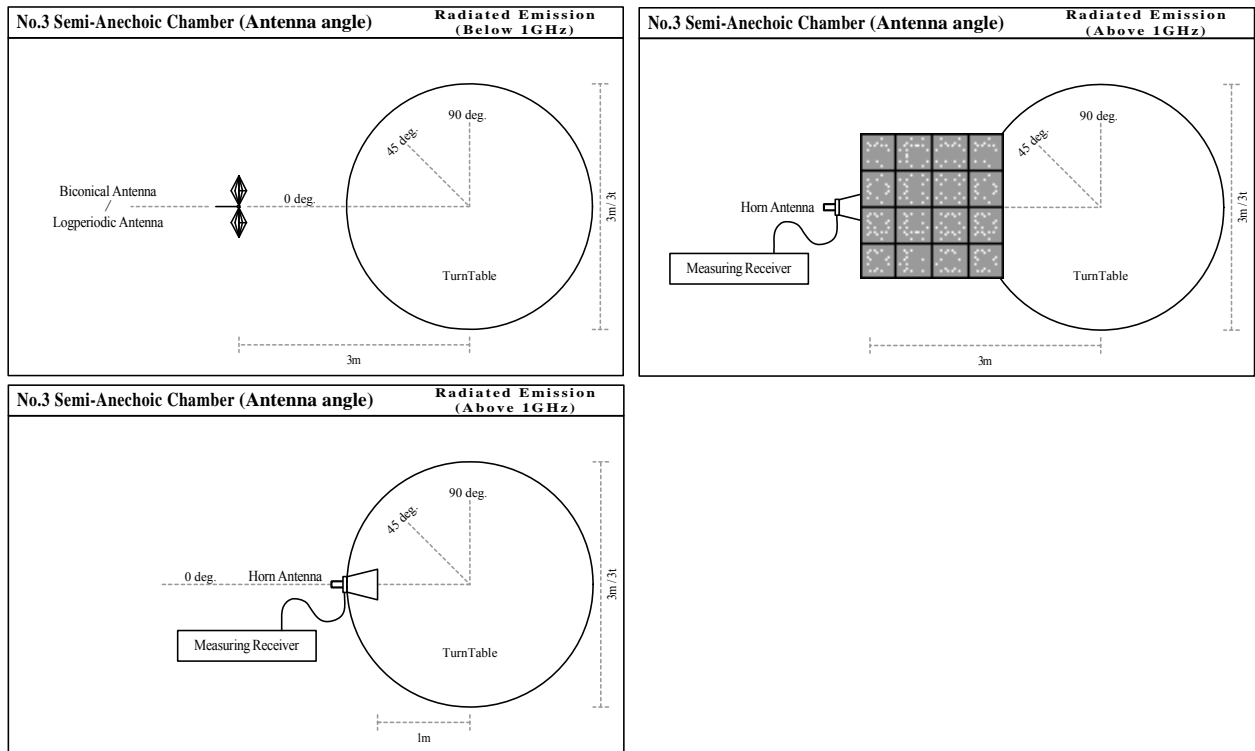 No.3 Semi-Anechoic Chamber (Antenna angle)
Radiated Emission
(Below 1GHz)
90 deg.
45 deg.
Biconical Antenna
0 deg.
Logperiodic Antenna
3m / 3t
TurnTable
3m
No.3 Semi-Anechoic Chamber (Antenna angle)
Radiated Emission
(Above 1GHz)
90 deg.
45 deg.
Horn Antenna
3m / 3t
Measuring Receiver
TurnTable
3m
No.3 Semi-Anechoic Chamber (Antenna angle)
Radiated Emission
(Above 1GHz)
90 deg.
45 deg.
0 deg.
Horn Antenna
3m / 3t
Measuring Receiver
TurnTable
1m